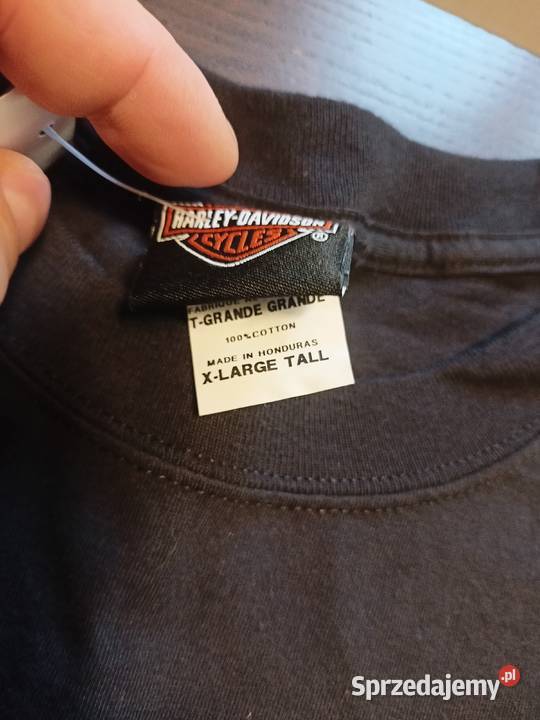 HARLEY-DAVIDSON
CYCLES
®
T-GRANDE GRANDE
100%COTTON
MADE IN HONDURAS
X-LARGE TALL
Sprzedajemy.pl